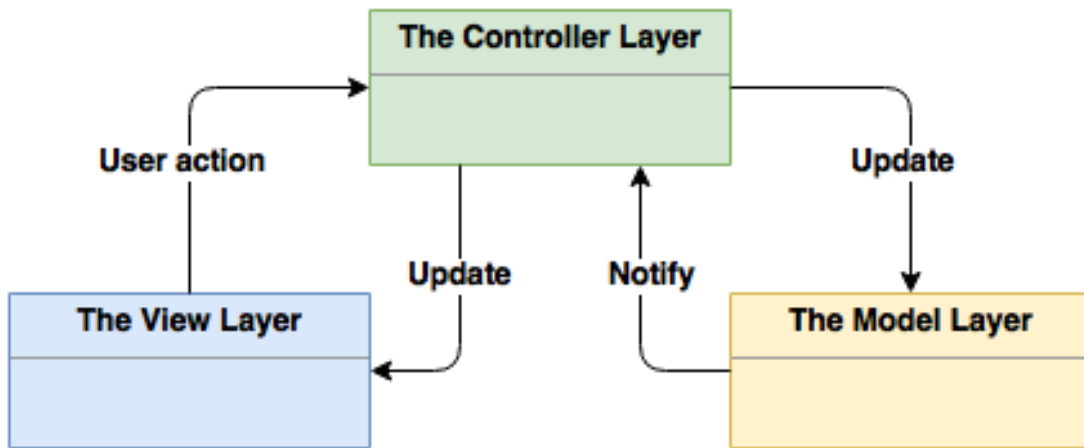 The Controller Layer
User action
Update
Update
Notify
The View Layer
The Model Layer